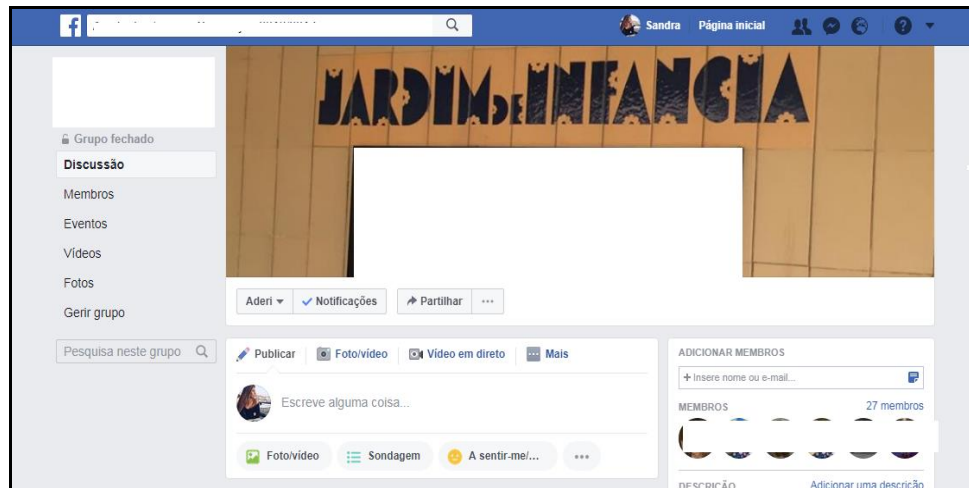 Sandra Página inicial
JARDIM DE INFANCIA
Grupo fechado
Discussão
Membros
Eventos
Vídeos
Fotos
Gerir grupo
Pesquisa neste grupo
Aderi Notificações Partilhar
Publicar Foto/vídeo Vídeo em direto Mais
Escreve alguma coisa...
Foto/vídeo Sondagem A sentir-me/...
ADICIONAR MEMBROS
+ Insere nome ou e-mail...
MEMBROS 27 membros
DESCRIÇÃO Adicionar uma descrição